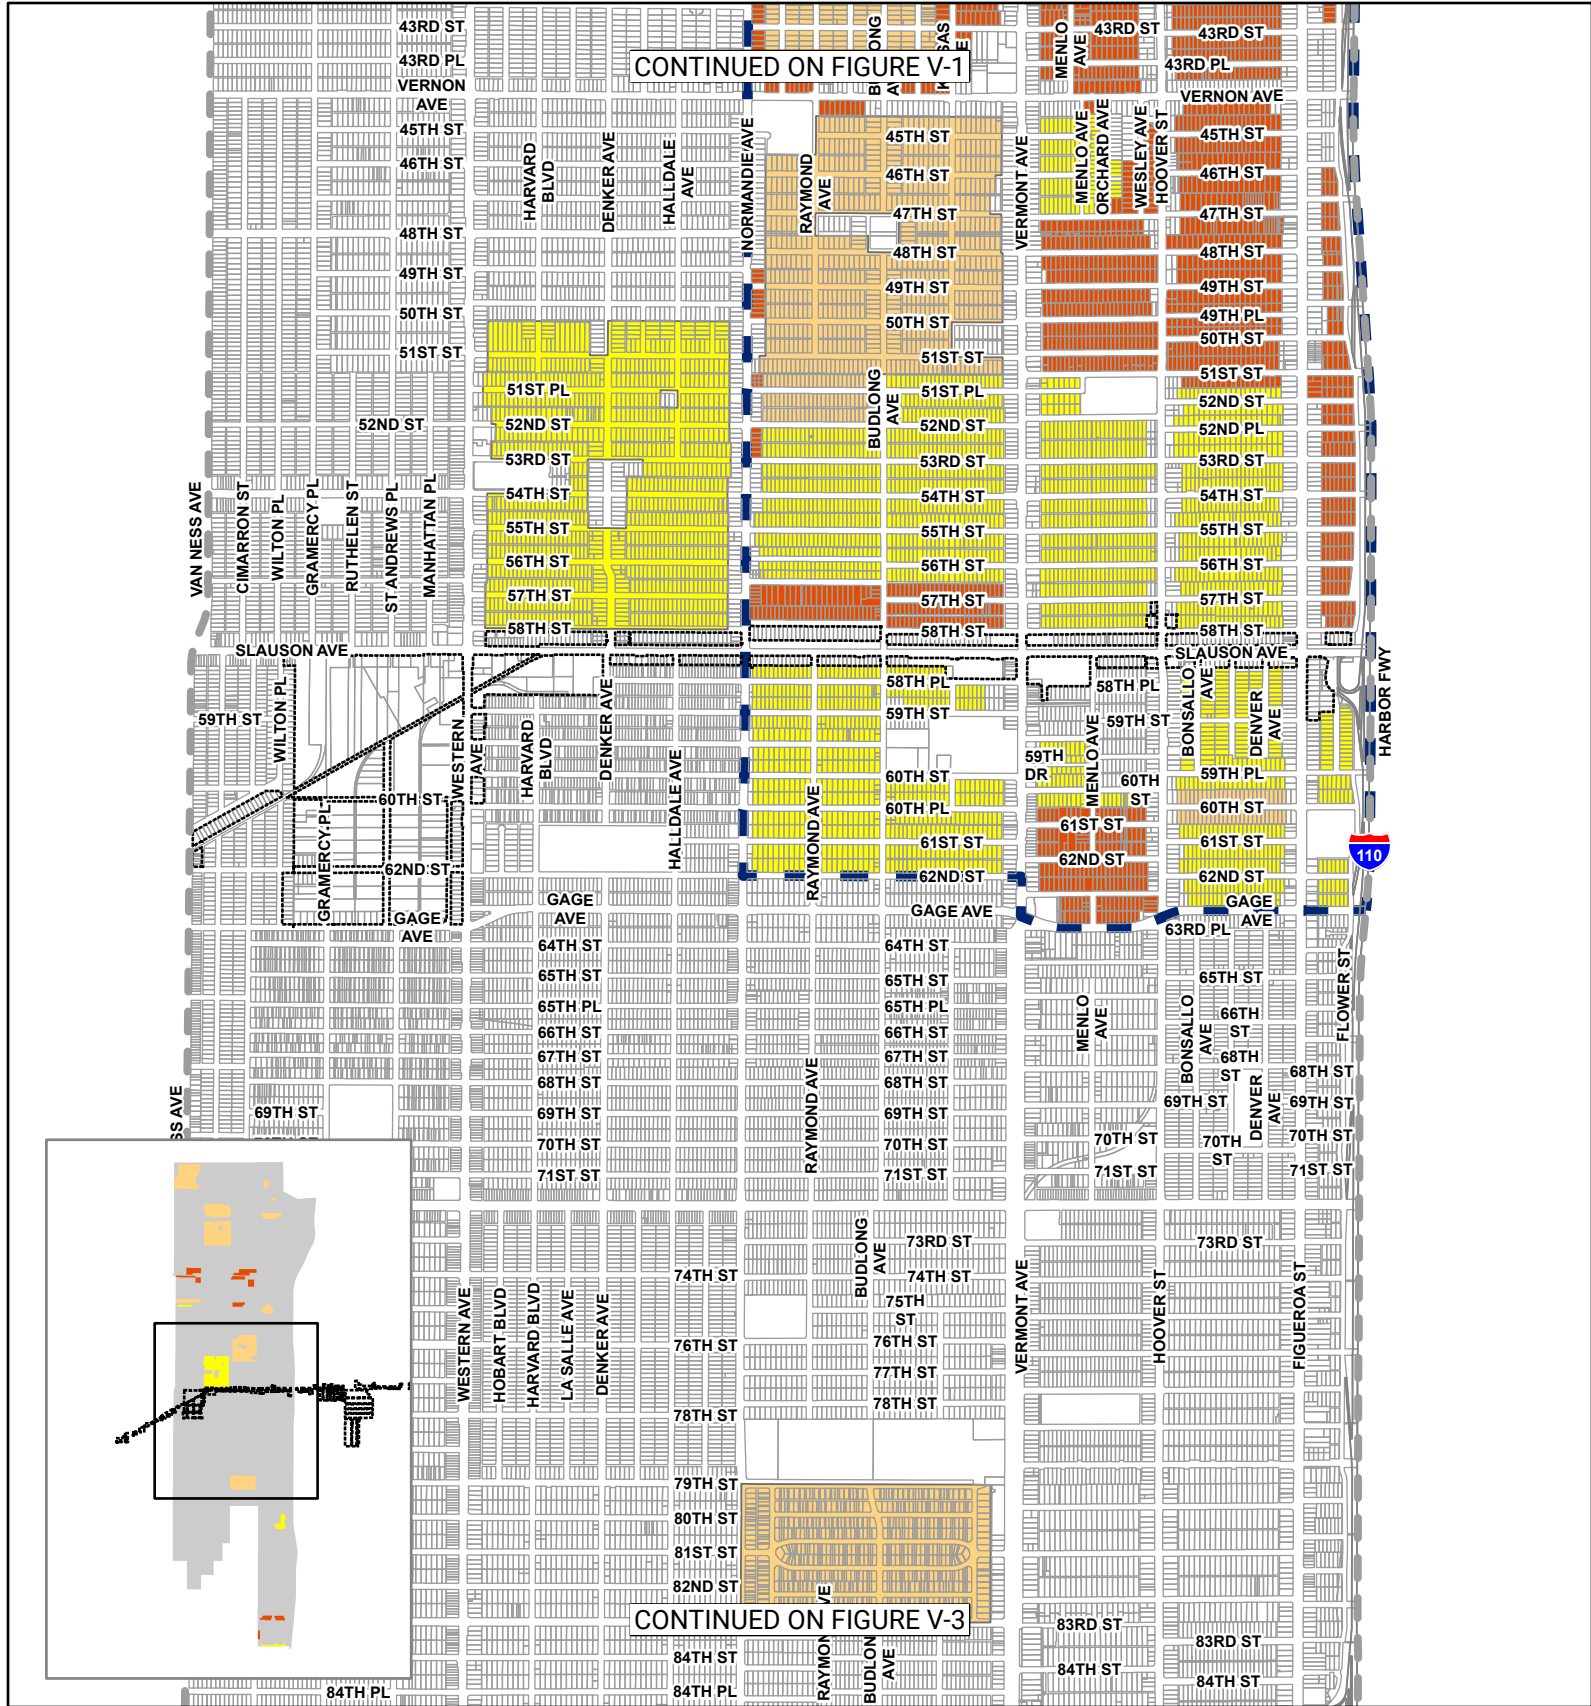 43RD ST
43RD PL
VERNON
AVE
45TH ST
46TH ST
48TH ST
49TH ST
50TH ST
51ST ST
52ND ST
HARVARD
BLVD
DENKER AVE
HALLDALE
AVE
NORMANDIE AVE
CONTINUED ON FIGURE V-1
RAYMOND
AVE
45TH ST
46TH ST
47TH ST
48TH ST
49TH ST
50TH ST
51ST ST
51ST PL
52ND ST
53RD ST
54TH ST
55TH ST
56TH ST
57TH ST
58TH ST
BUDLONG
AVE
VERMONT AVE
MENLO
AVE
43RD ST
43RD ST
43RD PL
VERNON AVE
MENLO AVE
ORCHARD AVE
WESLEY AVE
HOOVER ST
45TH ST
46TH ST
47TH ST
48TH ST
49TH ST
49TH PL
50TH ST
51ST ST
52ND ST
52ND PL
53RD ST
54TH ST
55TH ST
56TH ST
57TH ST
58TH ST
SLAUSON AVE
51ST PL
52ND ST
53RD ST
54TH ST
55TH ST
56TH ST
57TH ST
58TH ST
VAN NESS AVE
CIMARRON ST
WILTON PL
GRAMERCY PL
RUTHELEN ST
ST ANDREWS PL
MANHATTAN PL
SLAUSON AVE
59TH ST
WILTON PL
60TH ST
GRAMERCY PL
62ND ST
GAGE
AVE
WESTERN
AVE
HARVARD
BLVD
DENKER AVE
HALLDALE AVE
58TH PL
59TH ST
60TH ST
60TH PL
61ST ST
62ND ST
RAYMOND AVE
GAGE AVE
GAGE
AVE
58TH PL
59TH ST
59TH
DR
MENLO AVE
60TH
ST
61ST ST
62ND ST
BONSALLO
AVE
DENVER
AVE
59TH PL
60TH ST
61ST ST
62ND ST
GAGE
AVE
63RD PL
HARBOR FWY
110
64TH ST
65TH ST
65TH PL
66TH ST
67TH ST
68TH ST
69TH ST
70TH ST
71ST ST
64TH ST
65TH ST
65TH PL
66TH ST
67TH ST
68TH ST
69TH ST
70TH ST
71ST ST
RAYMOND AVE
MENLO
AVE
BONSALLO
AVE
65TH ST
66TH
ST
68TH
ST
69TH ST
DENVER
AVE
70TH ST
70TH
ST
71ST ST
FLOWER ST
68TH ST
69TH ST
70TH ST
71ST ST
69TH ST
SS AVE
BUDLONG
AVE
73RD ST
74TH ST
75TH
ST
76TH ST
77TH ST
78TH ST
73RD ST
74TH ST
76TH ST
78TH ST
79TH ST
80TH ST
81ST ST
82ND ST
84TH ST
84TH PL
WESTERN AVE
HOBART BLVD
HARVARD BLVD
LA SALLE AVE
DENKER AVE
VERMONT AVE
HOOVER ST
FIGUEROA ST
CONTINUED ON FIGURE V-3
83RD ST
84TH ST
83RD ST
84TH ST
84TH PL